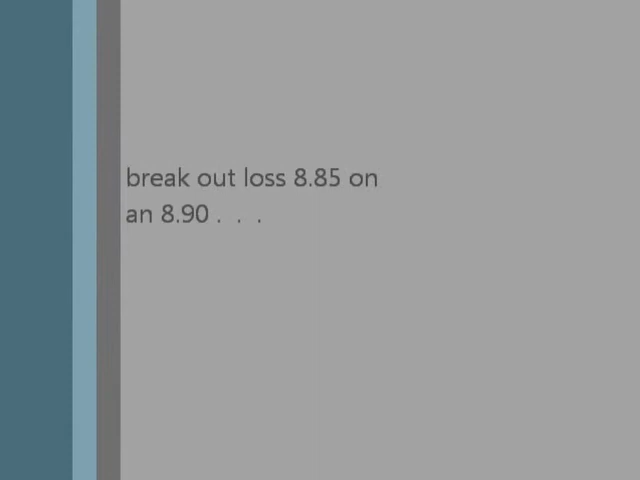 break out loss 8.85 on
an 8.90 . . .